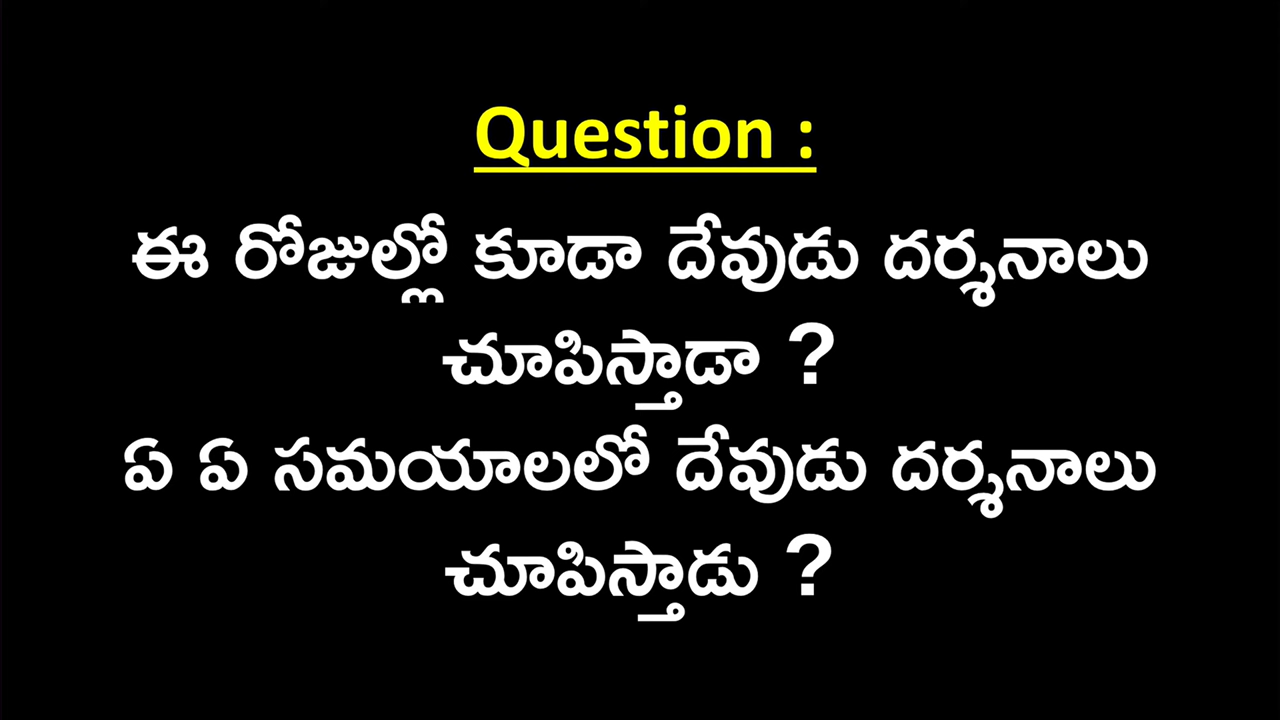 Question :
ఈ రోజుల్లో కూడా దేవుడు దర్శనాలు
చూపిస్తాడా ?
ఏ ఏ సమయాలలో దేవుడు దర్శనాలు
చూపిస్తాడు ?